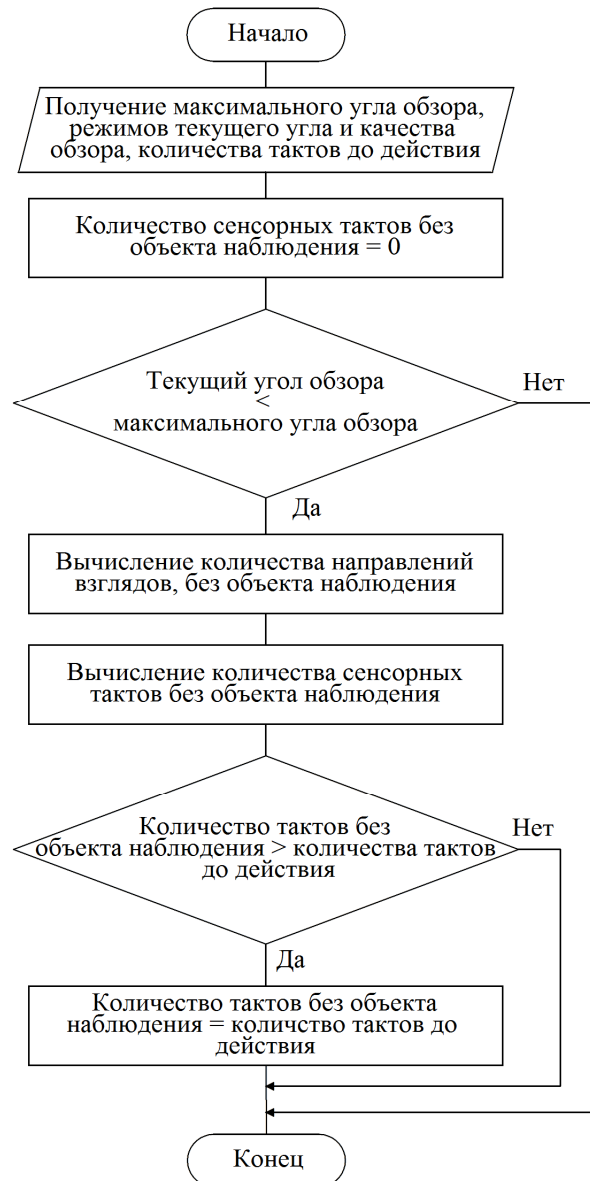 Начало
Получение максимального угла обзора,
режимов текущего угла и качества
обзора, количества тактов до действия
Количество сенсорных тактов без
объекта наблюдения = 0
Текущий угол обзора
<
максимального угла обзора
Нет
Да
Вычисление количества направлений
взглядов, без объекта наблюдения
Вычисление количества сенсорных
тактов без объекта наблюдения
Количество тактов без
объекта наблюдения > количества тактов
до действия
Нет
Да
Количество тактов без объекта
наблюдения = количство тактов до
действия
Конец